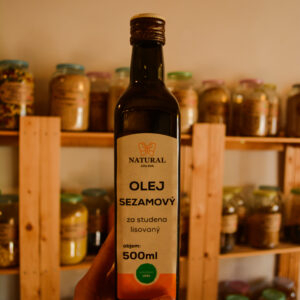 NATURAL
OLEJ
SEZAMOVÝ
za studena
lisovaný
objem:
500ml